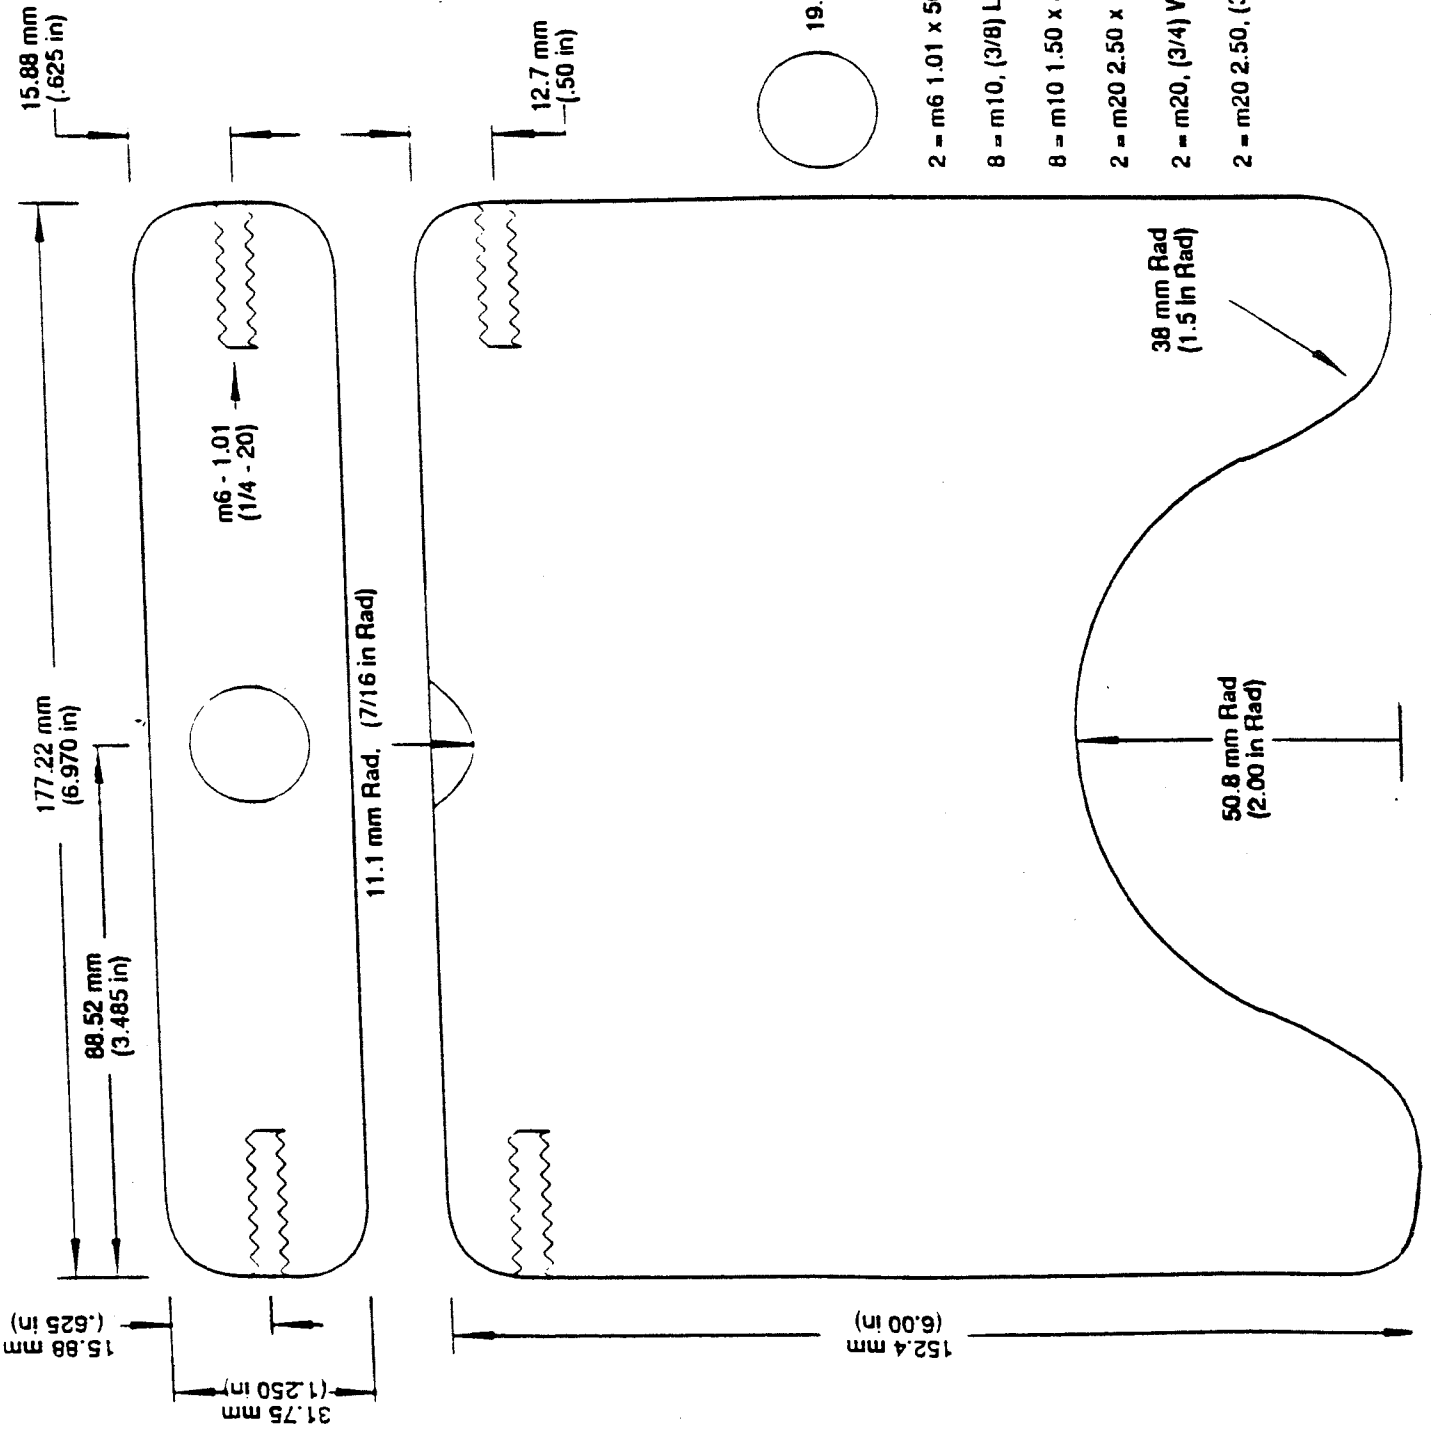 15.88 mm
(.625 in)
177.22 mm
(6.970 in)
88.52 mm
(3.485 in)
15.88 mm
(.625 in)
31.75 mm
(1.250 in)
m6 - 1.01
(1/4 - 20)
11.1 mm Rad. (7/16 in Rad)
12.7 mm
(.50 in)
152.4 mm
(6.00 in)
38 mm Rad
(1.5 in Rad)
50.8 mm Rad
(2.00 in Rad)
19.
2 = m6 1.01 x
8 = m10, (3/8)
8 = m10 1.50 x
2 = m20 2.50 x
2 = m20, (3/4)
2 = m20 2.50,